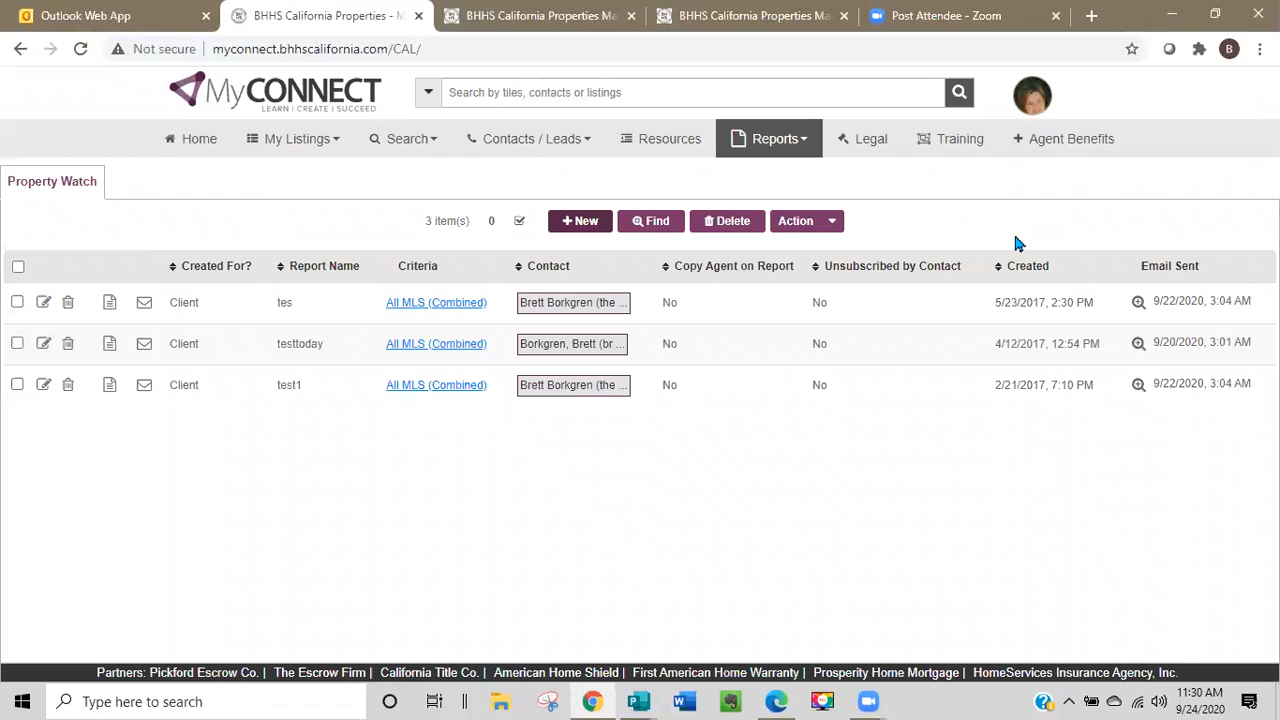 Outlook Web App
BHHS California Properties - M
BHHS California Properties Ma
BHHS California Properties Ma
Post Attendee - Zoom
Not secure
myconnect.bhhscalifornia.com/CAL/
B
MyCONNECT
LEARN | CREATE | SUCCEED
Search by tiles, contacts or listings
Home
My Listings
Search
Contacts / Leads
Resources
Reports
Legal
Training
Agent Benefits
Property Watch
3 item(s) 0
New
Find
Delete
Action
Created For? Report Name Criteria Contact Copy Agent on Report Unsubscribed by Contact Created Email Sent
Client tes All MLS (Combined) Brett Borkgren (the ... No No 5/23/2017, 2:30 PM 9/22/2020, 3:04 AM
Client testtoday All MLS (Combined) Borkgren, Brett (br ... No No 4/12/2017, 12:54 PM 9/20/2020, 3:01 AM
Client test1 All MLS (Combined) Brett Borkgren (the ... No No 2/21/2017, 7:10 PM 9/22/2020, 3:04 AM
Partners: Pickford Escrow Co. | The Escrow Firm | California Title Co. | American Home Shield | First American Home Warranty | Prosperity Home Mortgage | HomeServices Insurance Agency, Inc.
Type here to search
11:30 AM
9/24/2020